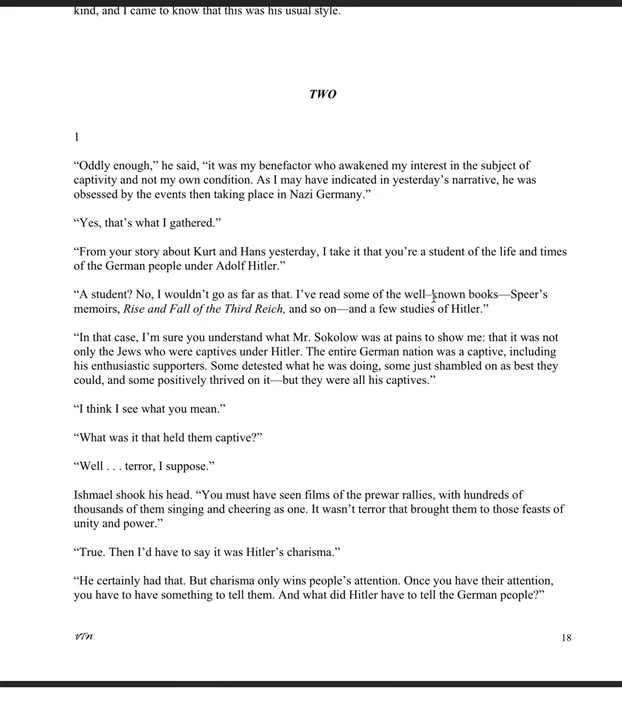 kind, and I came to know that this was his usual style.
TWO
1
“Oddly enough,” he said, “it was my benefactor who awakened my interest in the subject of
captivity and not my own condition. As I may have indicated in yesterday’s narrative, he was
obsessed by the events then taking place in Nazi Germany.”
“Yes, that’s what I gathered.”
“From your story about Kurt and Hans yesterday, I take it that you’re a student of the life and times
of the German people under Adolf Hitler.”
“A student? No, I wouldn’t go as far as that. I’ve read some of the well–known books—Speer’s
memoirs, Rise and Fall of the Third Reich, and so on—and a few studies of Hitler.”
“In that case, I’m sure you understand what Mr. Sokolow was at pains to show me: that it was not
only the Jews who were captives under Hitler. The entire German nation was a captive, including
his enthusiastic supporters. Some detested what he was doing, some just shambled on as best they
could, and some positively thrived on it—but they were all his captives.”
“I think I see what you mean.”
“What was it that held them captive?”
“Well . . . terror, I suppose.”
Ishmael shook his head. “You must have seen films of the prewar rallies, with hundreds of
thousands of them singing and cheering as one. It wasn’t terror that brought them to those feasts of
unity and power.”
“True. Then I’d have to say it was Hitler’s charisma.”
“He certainly had that. But charisma only wins people’s attention. Once you have their attention,
you have to have something to tell them. And what did Hitler have to tell the German people?”
18